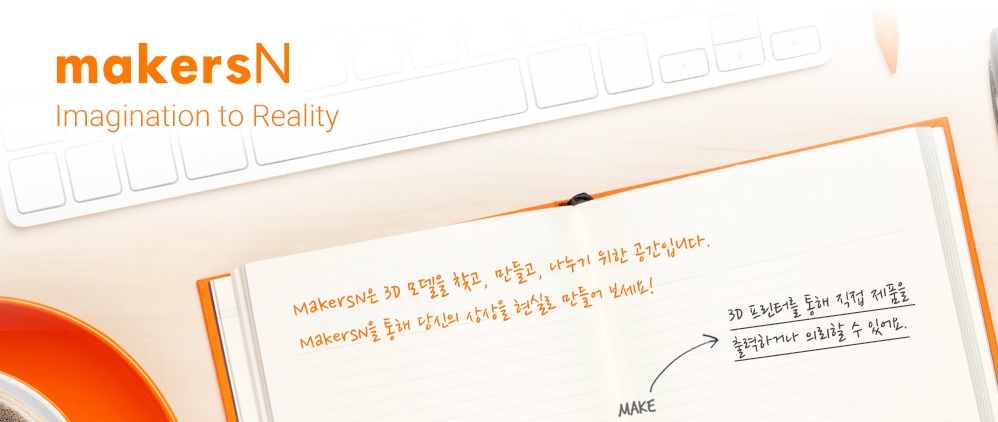 makersN
Imagination to Reality
MakersN은 3D 모델을 찾고, 만들고, 나누기 위한 공간입니다.
MakersN을 통해 당신의 상상을 현실로 만들어 보세요!
3D 프린터를 통해 직접 제품을
출력하거나 의뢰할 수 있어요.
MAKE